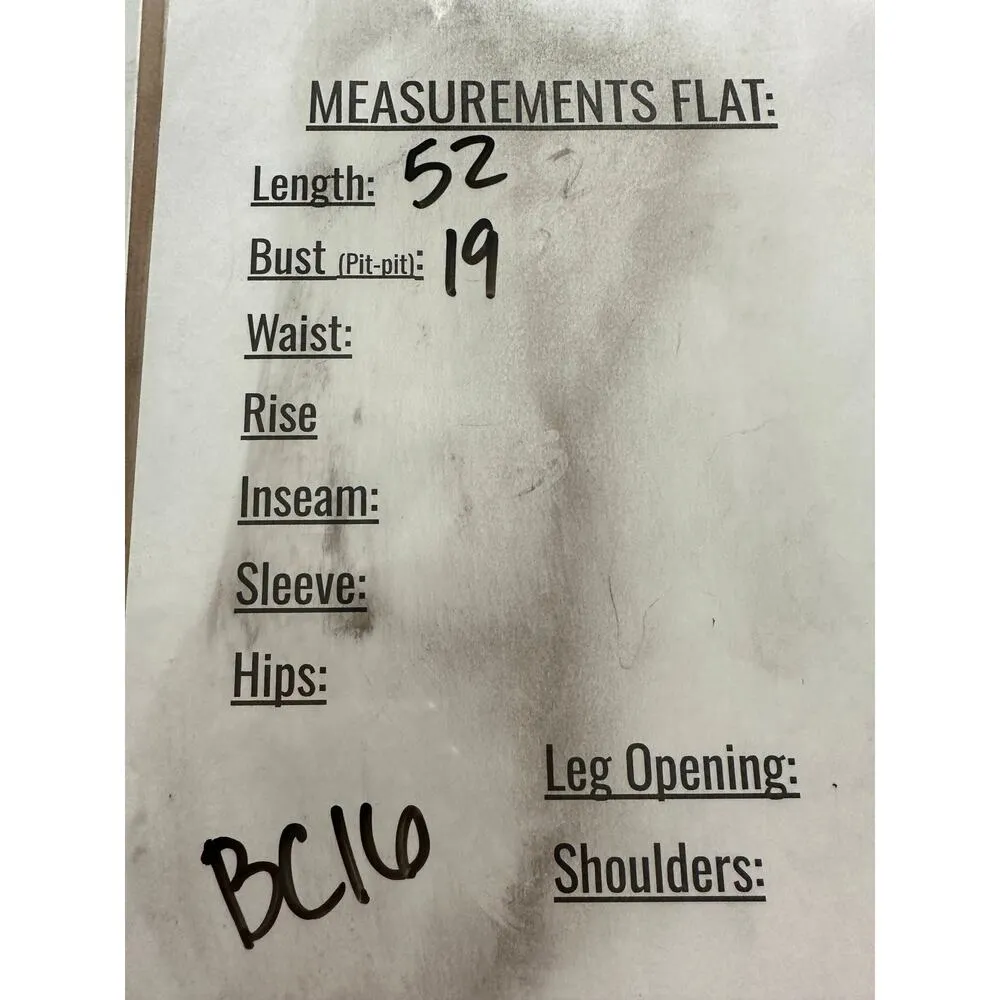 MEASUREMENTS FLAT:
Length: 52
Bust (Pit-pit): 19
Waist:
Rise
Inseam:
Sleeve:
Hips:
Leg Opening:
Shoulders:
BC16